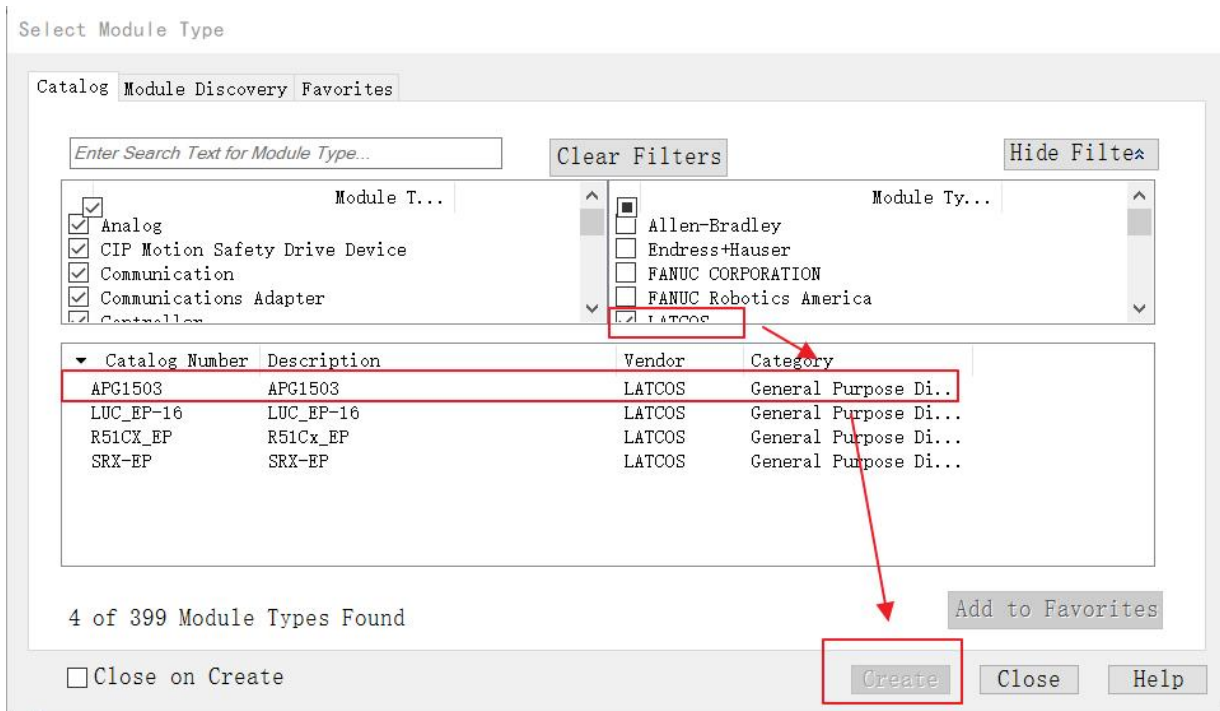 Select Module Type
Catalog Module Discovery Favorites
Enter Search Text for Module Type...
Clear Filters
Hide Filte
Module T...
Analog
CIP Motion Safety Drive Device
Communication
Communications Adapter
Controller
Module Ty...
Allen-Bradley
Endress+Hauser
FANUC CORPORATION
FANUC Robotics America
LATCOS
Catalog Number Description Vendor Category
APG1503 APG1503 LATCOS General Purpose Di..
LUC_EP-16 LUC_EP-16 LATCOS General Purpose Di...
R51CX_EP R51Cx_EP LATCOS General Purpose Di...
SRX-EP SRX-EP LATCOS General Purpose Di...
4 of 399 Module Types Found
Add to Favorites
Close on Create
Create Close Help